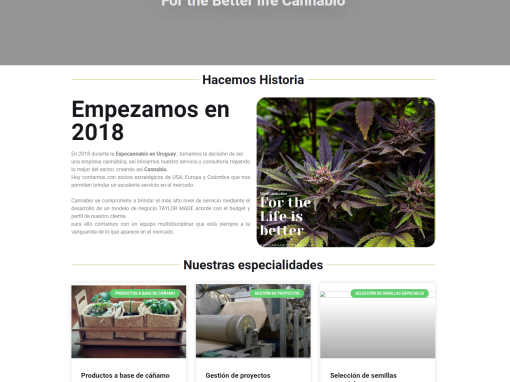 For the Better life Cannabio
Hacemos Historia
Empezamos en
2018
En 2018 durante la Expocannabis en Uruguay, tomamos la decisión de ser
una empresa cannábica, así iniciamos nuestro servicio y consultoría trayendo
lo mejor del sector, creando así Cannabio.
Hoy contamos con socios estratégicos de USA, Europa y Colombia que nos
permiten brindar un excelente servicio en el mercado.
Cannabio se compromete a brindar el más alto nivel de servicio mediante el
desarrollo de un modelo de negócio TAYLOR MADE acorde con el budget y
perfil de nuestro cliente.
para ello contamos con un equipo multidisciplinar que está siempre a la
vanguardia de lo que aparece en el mercado.
For the
Life is
better
Nuestras especialidades
PRODUCTOS A BASE DE CÁÑAMO
GESTIÓN DE PROYECTOS
SELECCIÓN DE SEMILLAS ESPECIALES
Productos a base de cáñamo
Gestión de proyectos
Selección de semillas